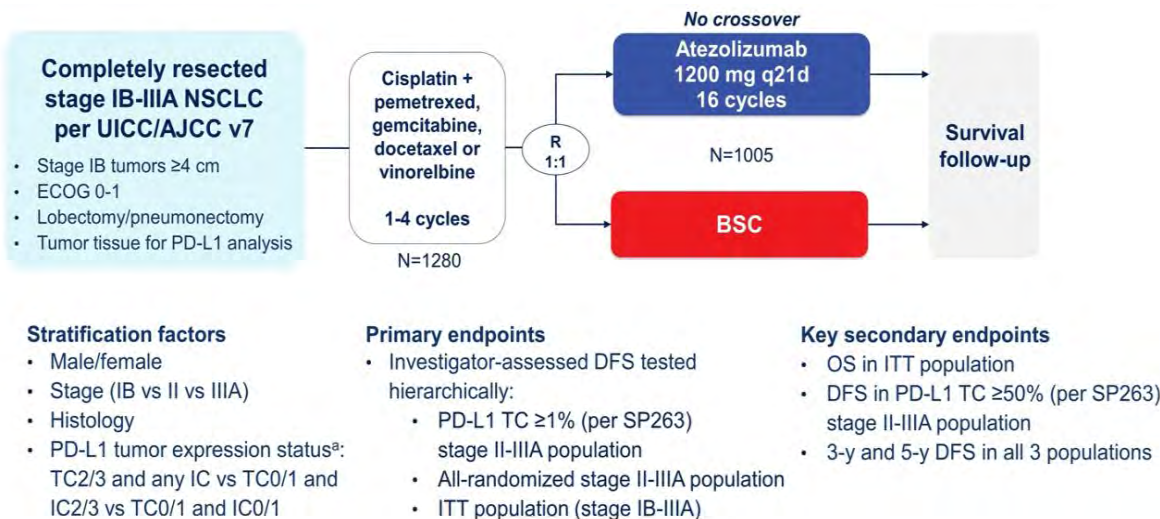 Completely resected
stage IB-IIIA NSCLC
per UICC/AJCC v7
• Stage IB tumors ≥4 cm
• ECOG 0-1
• Lobectomy/pneumonectomy
• Tumor tissue for PD-L1 analysis
Cisplatin +
pemetrexed,
gemcitabine,
docetaxel or
vinorelbine
1-4 cycles
N=1280
R
1:1
No crossover
Atezolizumab
1200 mg q21d
16 cycles
N=1005
BSC
Survival
follow-up
Stratification factors
• Male/female
• Stage (IB vs II vs IIIA)
• Histology
• PD-L1 tumor expression statusª:
TC2/3 and any IC vs TC0/1 and
IC2/3 vs TC0/1 and IC0/1
Primary endpoints
• Investigator-assessed DFS tested
hierarchically:
• PD-L1 TC ≥1% (per SP263)
stage II-IIIA population
• All-randomized stage II-IIIA population
• ITT population (stage IB-IIIA)
Key secondary endpoints
• OS in ITT population
• DFS in PD-L1 TC ≥50% (per SP263)
stage II-IIIA population
• 3-y and 5-y DFS in all 3 populations